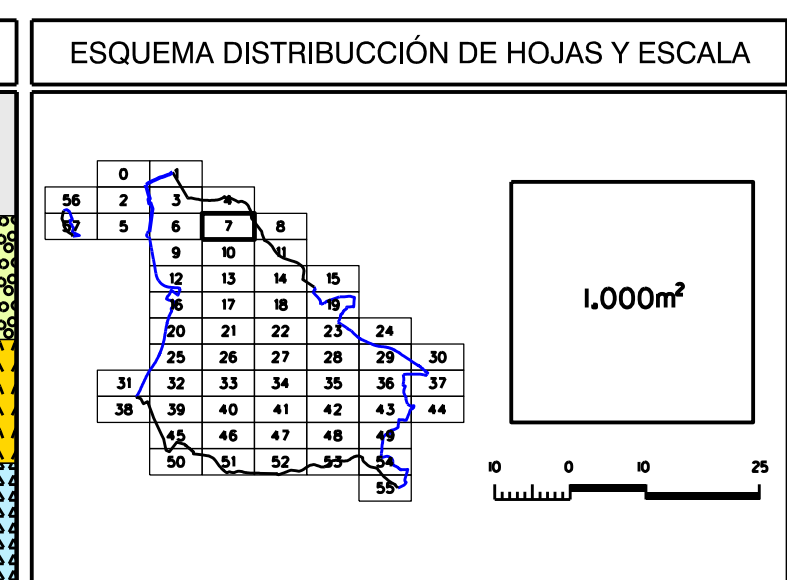 ESQUEMA DISTRIBUCCIÓN DE HOJAS Y ESCALA
0 1
56 2 3 4
57 5 6 7 8
9 10 11
12 13 14 15
16 17 18 19
20 21 22 23 24
25 26 27 28 29 30
31 32 33 34 35 36 37
38 39 40 41 42 43 44
45 46 47 48 49
50 51 52 53 54
55
1.000m²
10 0 10 25